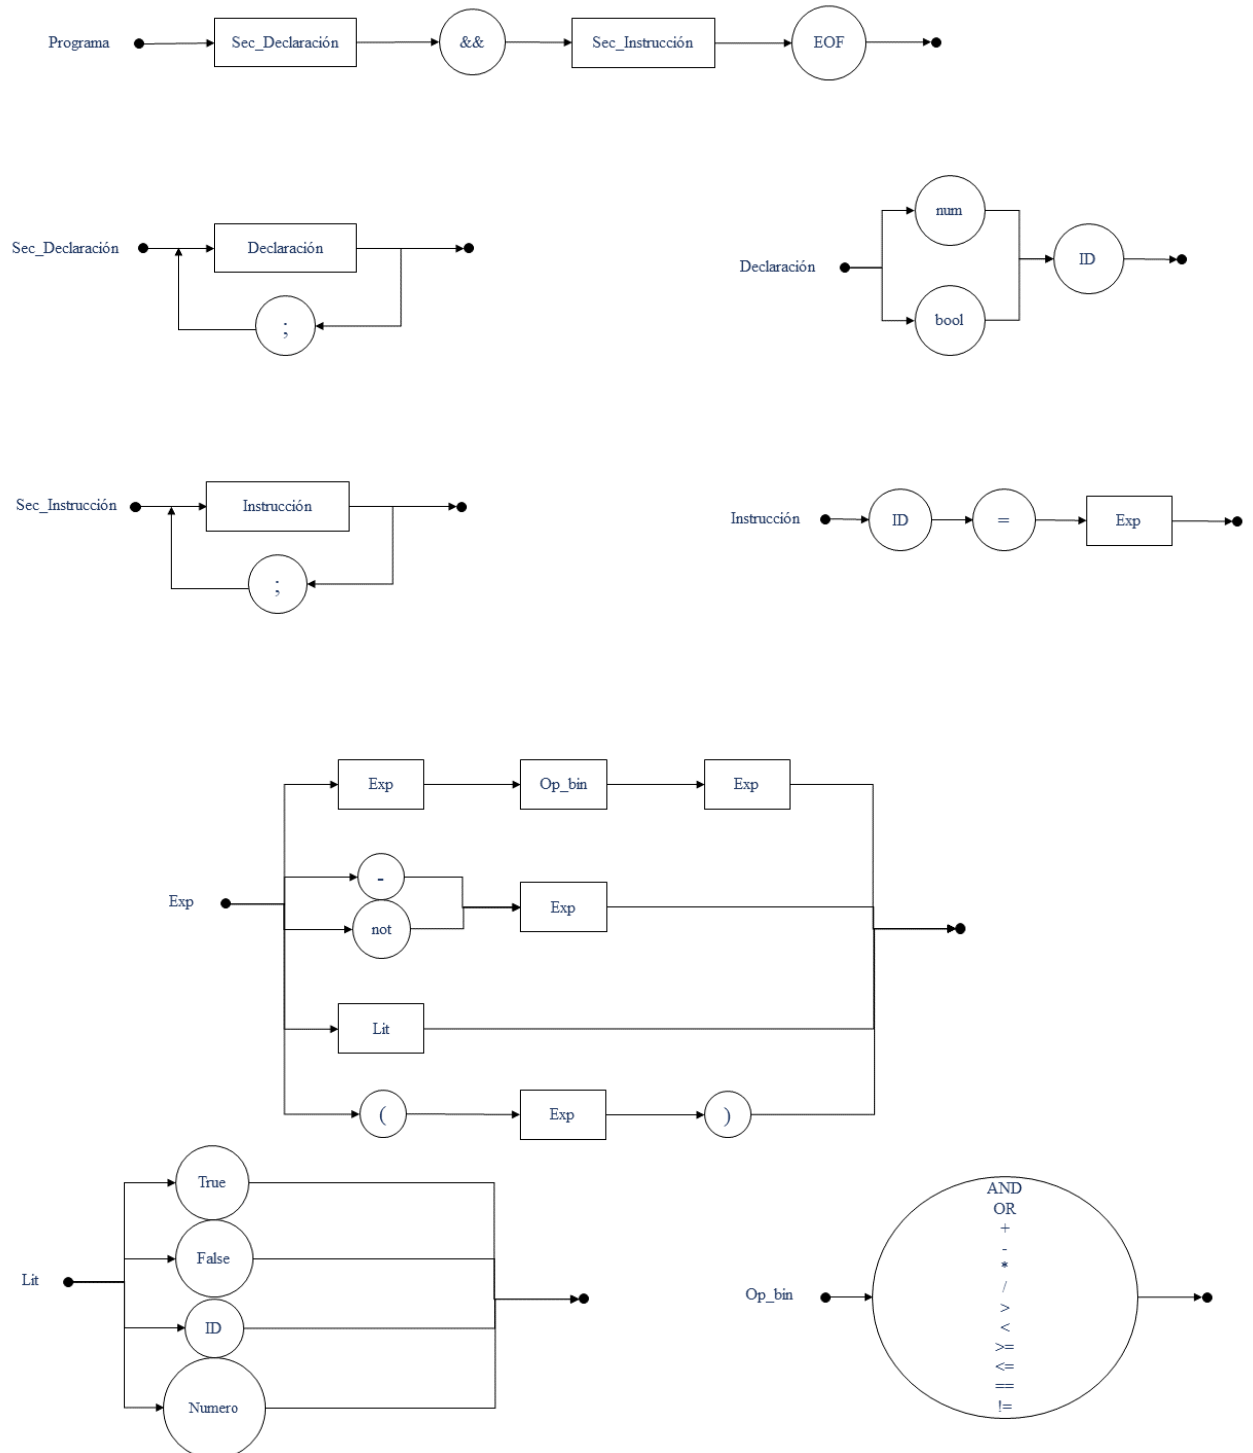 Programa Sec_Declaración && Sec_Instrucción EOF
Sec_Declaración Declaración
;
Declaración num ID
bool
Sec_Instrucción Instrucción
;
Instrucción ID = Exp
Exp
Exp Op_bin Exp
- Exp
not
Lit
( Exp )
Lit
True
False
ID
Numero
Op_bin
AND
OR
+
-
*
/
>
<
>=
<=
==
!=